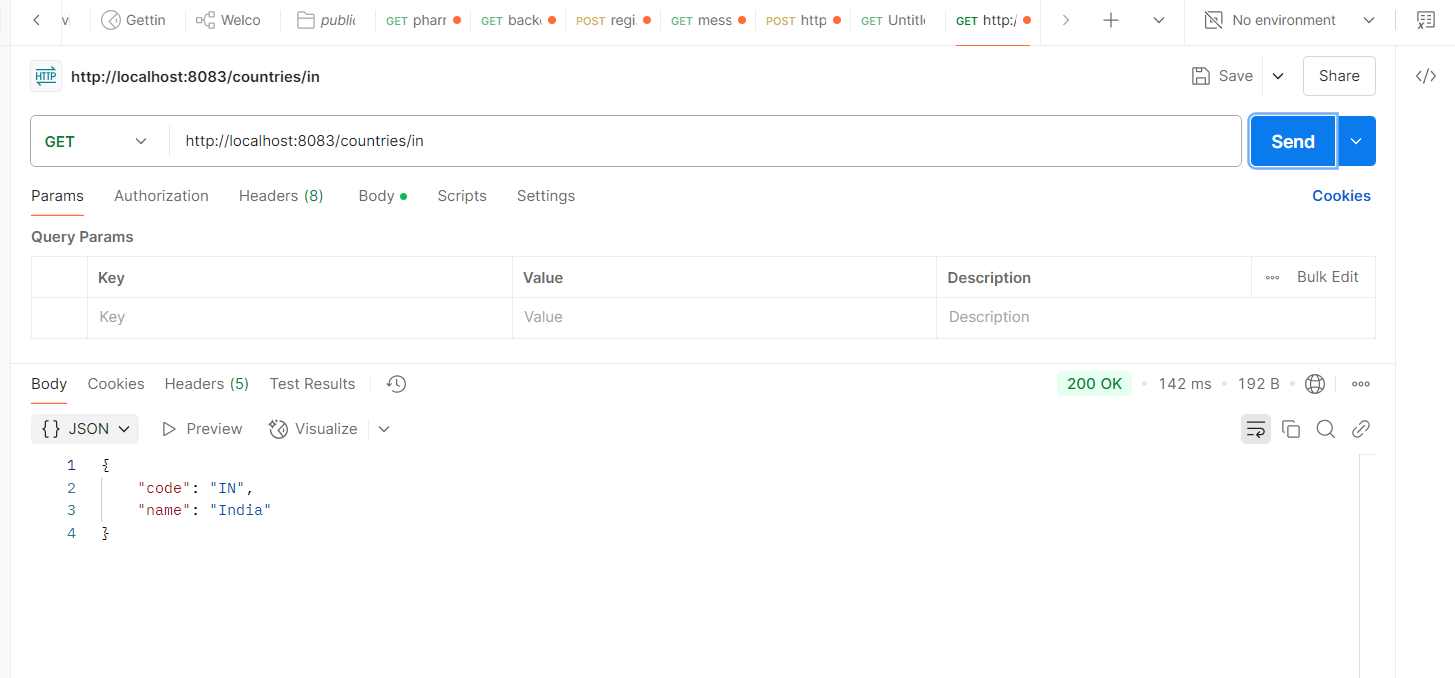 Gettin Welco public GET pharr GET back POST regi. GET mess POST http GET Untitl GET http:/ No environment
HTTP http://localhost:8083/countries/in Save Share
GET http://localhost:8083/countries/in Send
Params Authorization Headers (8) Body Scripts Settings Cookies
Query Params
Key Value Description Bulk Edit
Key Value Description
Body Cookies Headers (5) Test Results 200 OK 142 ms 192 B
{} JSON Preview Visualize
1 {
2 "code": "IN",
3 "name": "India"
4 }